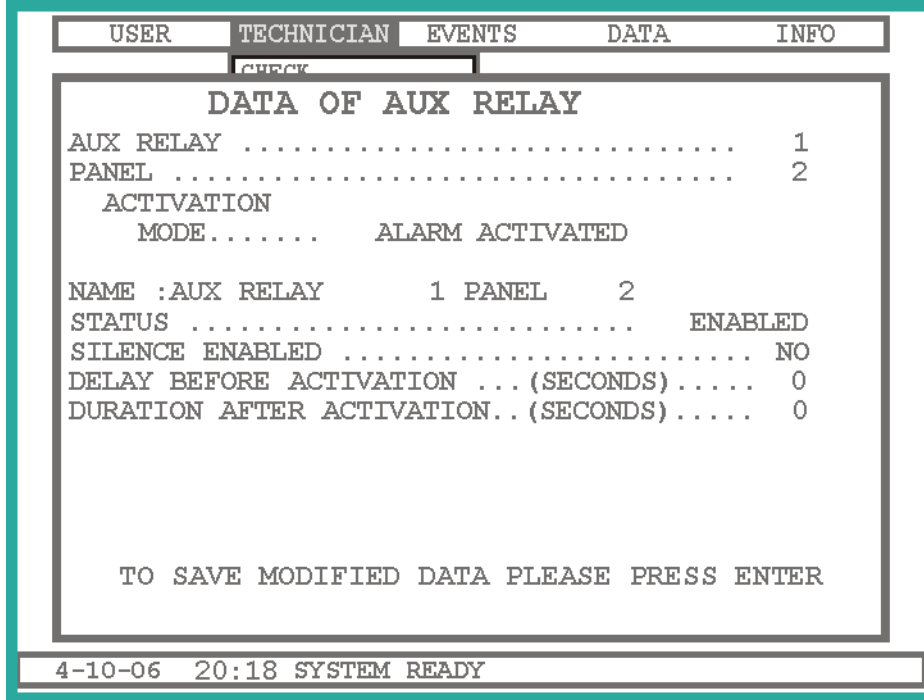 USER TECHNICIAN EVENTS DATA INFO
CHECK
DATA OF AUX RELAY
AUX RELAY .............................. 1
PANEL .................................. 2
ACTIVATION
MODE....... ALARM ACTIVATED
NAME :AUX RELAY 1 PANEL 2
STATUS ........................... ENABLED
SILENCE ENABLED ......................... NO
DELAY BEFORE ACTIVATION ...(SECONDS)..... 0
DURATION AFTER ACTIVATION..(SECONDS)..... 0
TO SAVE MODIFIED DATA PLEASE PRESS ENTER
4-10-06 20:18 SYSTEM READY